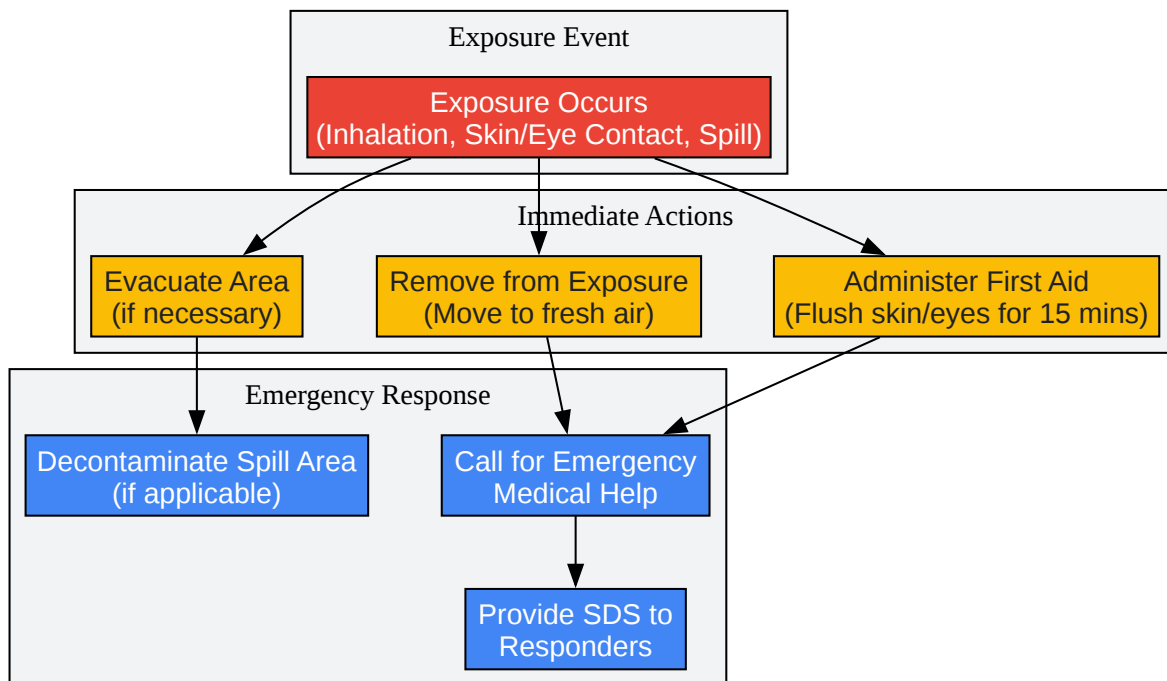 Exposure Event
Exposure Occurs
(Inhalation, Skin/Eye Contact, Spill)
Immediate Actions
Evacuate Area
(if necessary)
Remove from Exposure
(Move to fresh air)
Administer First Aid
(Flush skin/eyes for 15 mins)
Emergency Response
Decontaminate Spill Area
(if applicable)
Call for Emergency
Medical Help
Provide SDS to
Responders